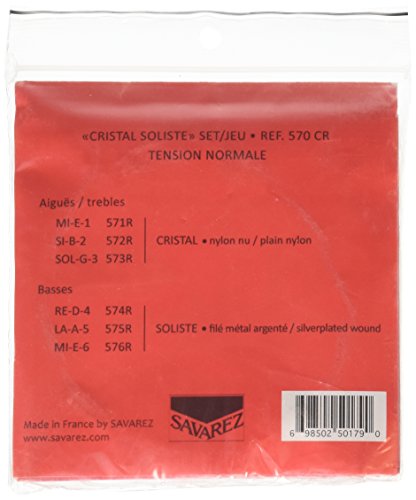 «CRISTAL SOLISTE» SET/JEU • REF. 570 CR
TENSION NORMALE
Aiguës / trebles
MI-E-1 571R
SI-B-2 572R
SOL-G-3 573R
CRISTAL • nylon nu / plain nylon
Basses
RE-D-4 574R
LA-A-5 575R
MI-E-6 576R
SOLISTE • filé métal argenté / silverplated wound
Made in France by SAVAREZ
www.savarez.com
SAVAREZ
6 98502 50179 0